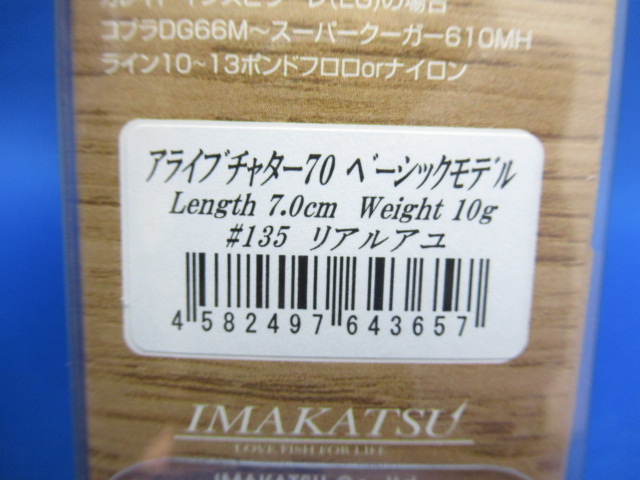 の場合
コブラDG66M～スーパークーガー610MH
ライン10～13ポンドフロロorナイロン
アライブチャター70 ベーシックモデル
Length 7.0cm Weight 10g
#135 リアルアユ
4 582497 643657
IMAKATSU
LOVE FISH FOR LIFE
IMAKATSU